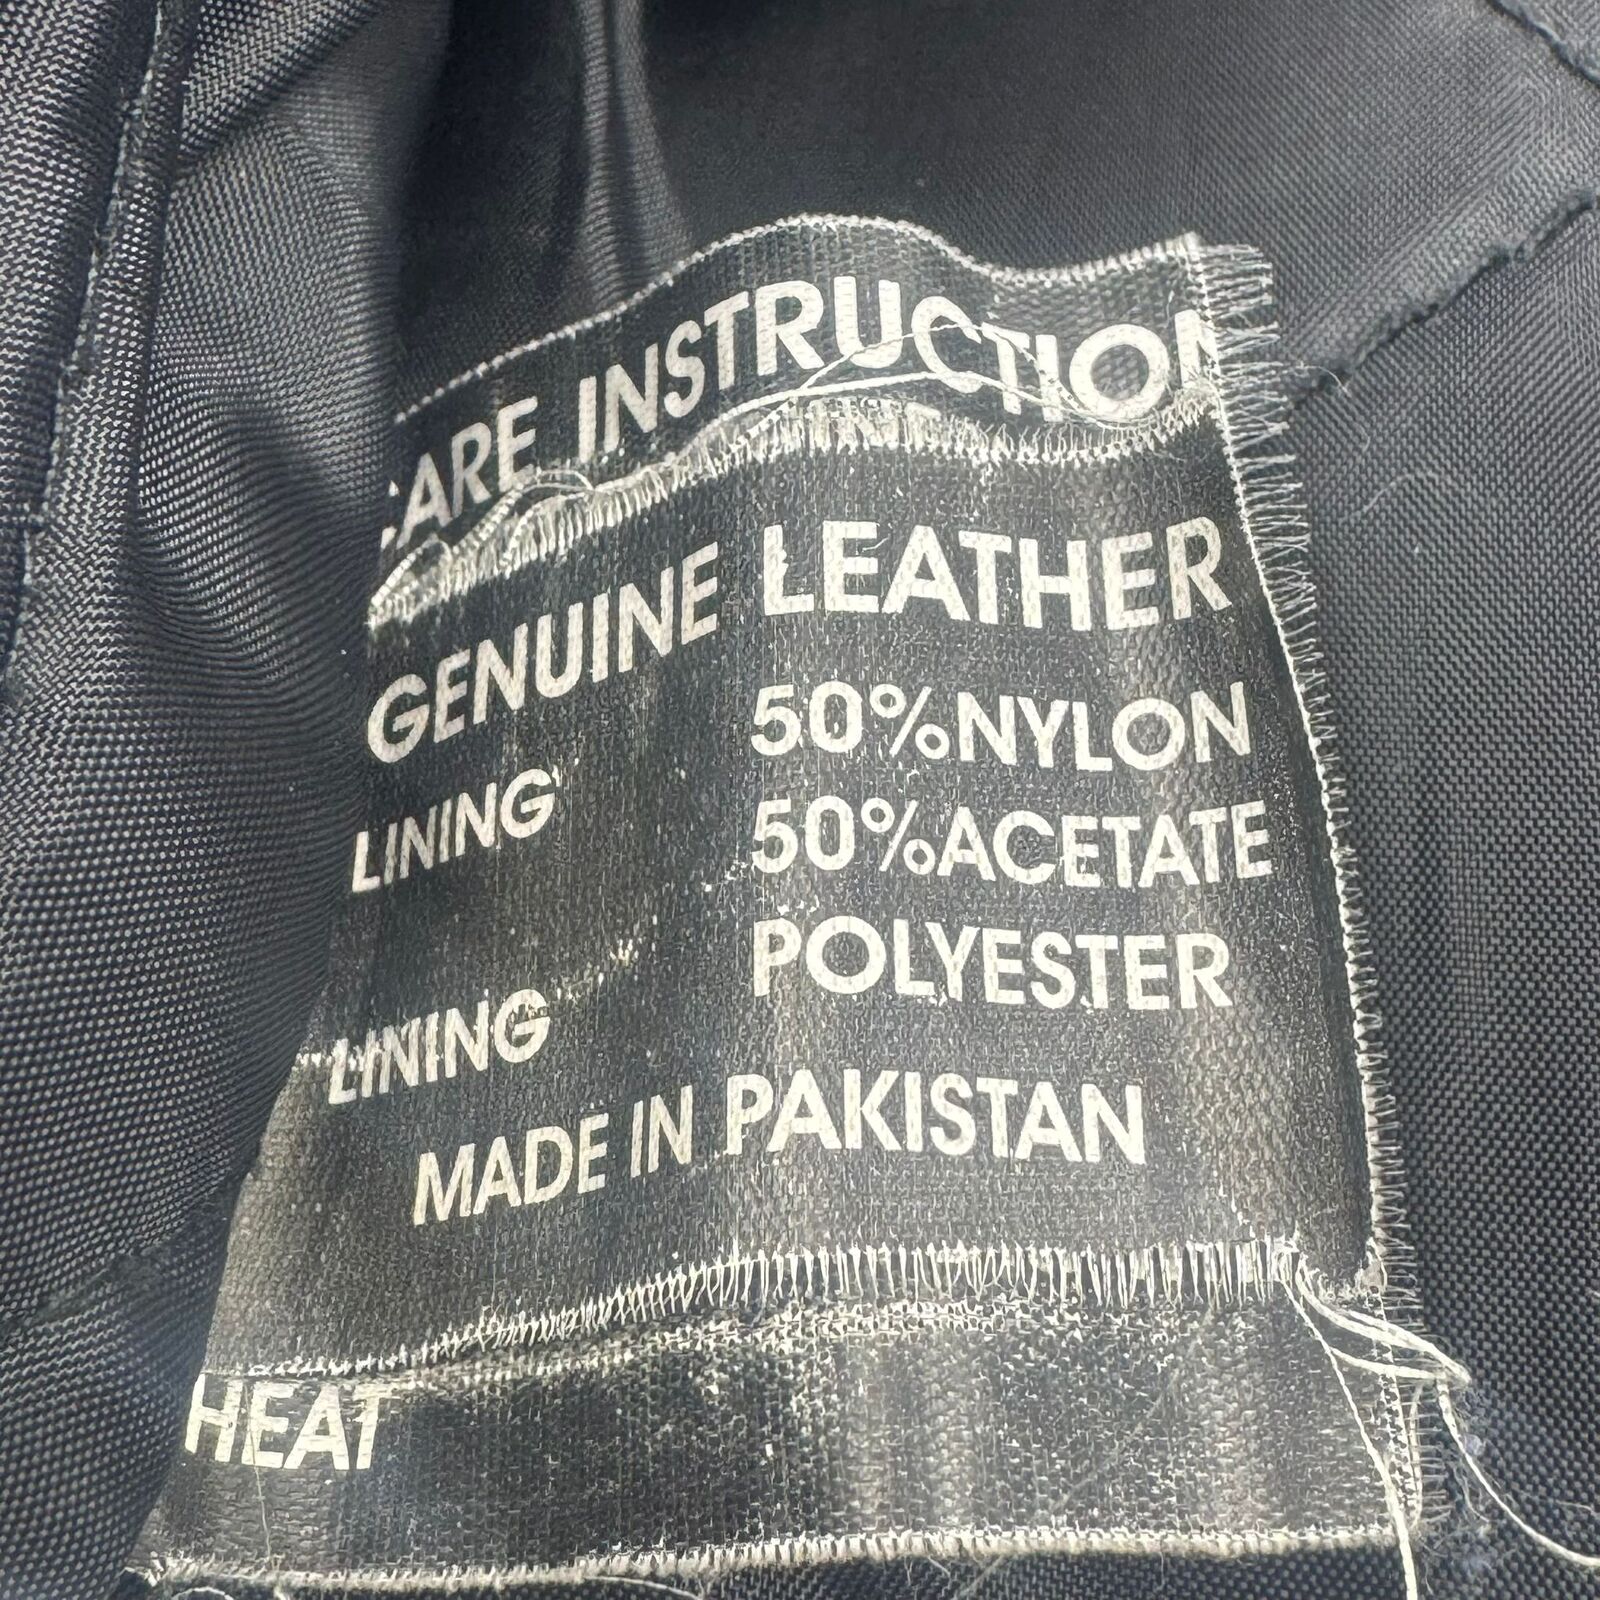 CARE INSTRUCTION
GENUINE LEATHER
LINING 50%NYLON
50%ACETATE
LINING POLYESTER
MADE IN PAKISTAN
HEAT